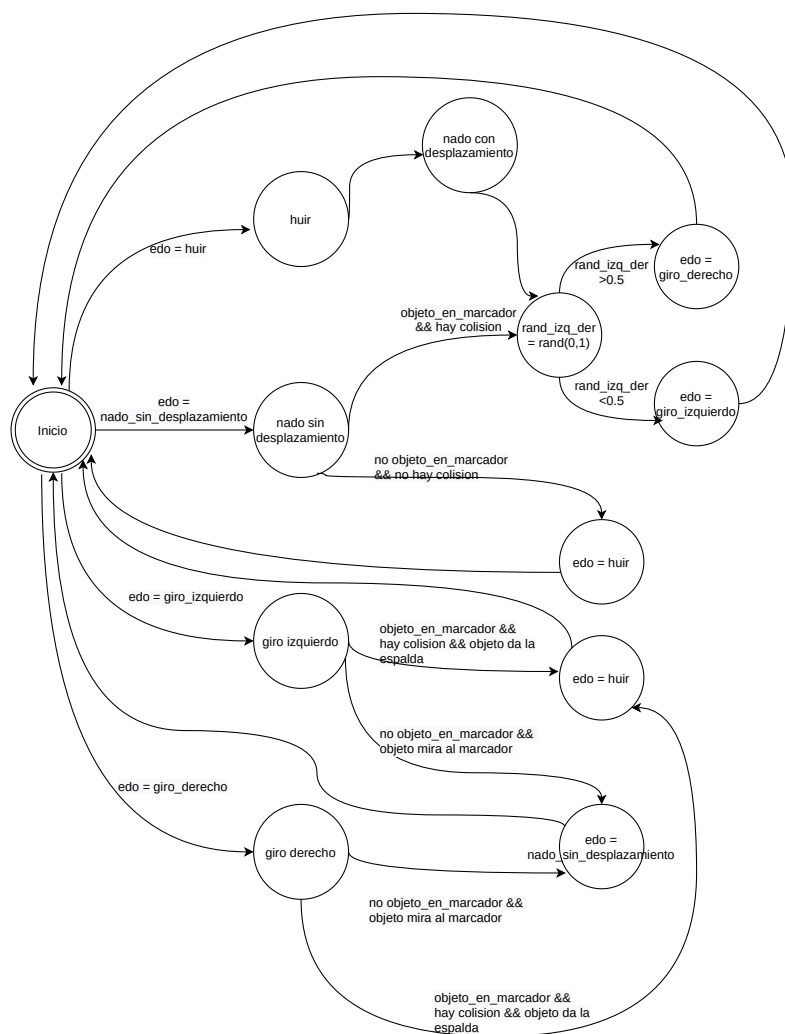 nado con
desplazamiento
huir
edo = huir
rand_izq_der
>0.5
edo =
giro_derecho
objeto_en_marcador
&& hay colision
rand_izq_der
= rand(0,1)
edo =
nado_sin_desplazamiento
rand_izq_der
<0.5
edo =
giro_izquierdo
Inicio
nado sin
desplazamiento
no objeto_en_marcador
&& no hay colision
edo = huir
edo = giro_izquierdo
giro izquierdo
objeto_en_marcador &&
hay colision && objeto da la
espalda
edo = huir
no objeto_en_marcador &&
objeto mira al marcador
edo = giro_derecho
giro derecho
edo =
nado_sin_desplazamiento
no objeto_en_marcador &&
objeto mira al marcador
objeto_en_marcador &&
hay colision && objeto da la
espalda